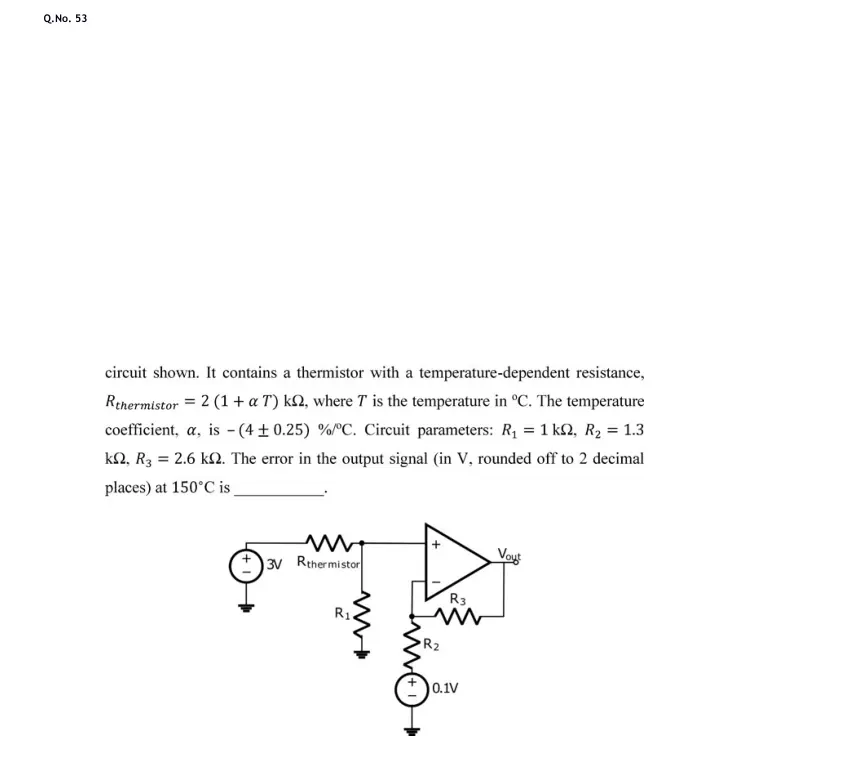 Q.No. 53
circuit shown. It contains a thermistor with a temperature-dependent resistance,
R_thermistor = 2 (1 + α T) kΩ, where T is the temperature in °C. The temperature
coefficient, α, is − (4 ± 0.25) %/°C. Circuit parameters: R₁ = 1 kΩ, R₂ = 1.3
kΩ, R₃ = 2.6 kΩ. The error in the output signal (in V, rounded off to 2 decimal
places) at 150°C is ____________.
+
Vout
+
−
3V Rthermistor
−
R3
R1
R2
+
−
0.1V